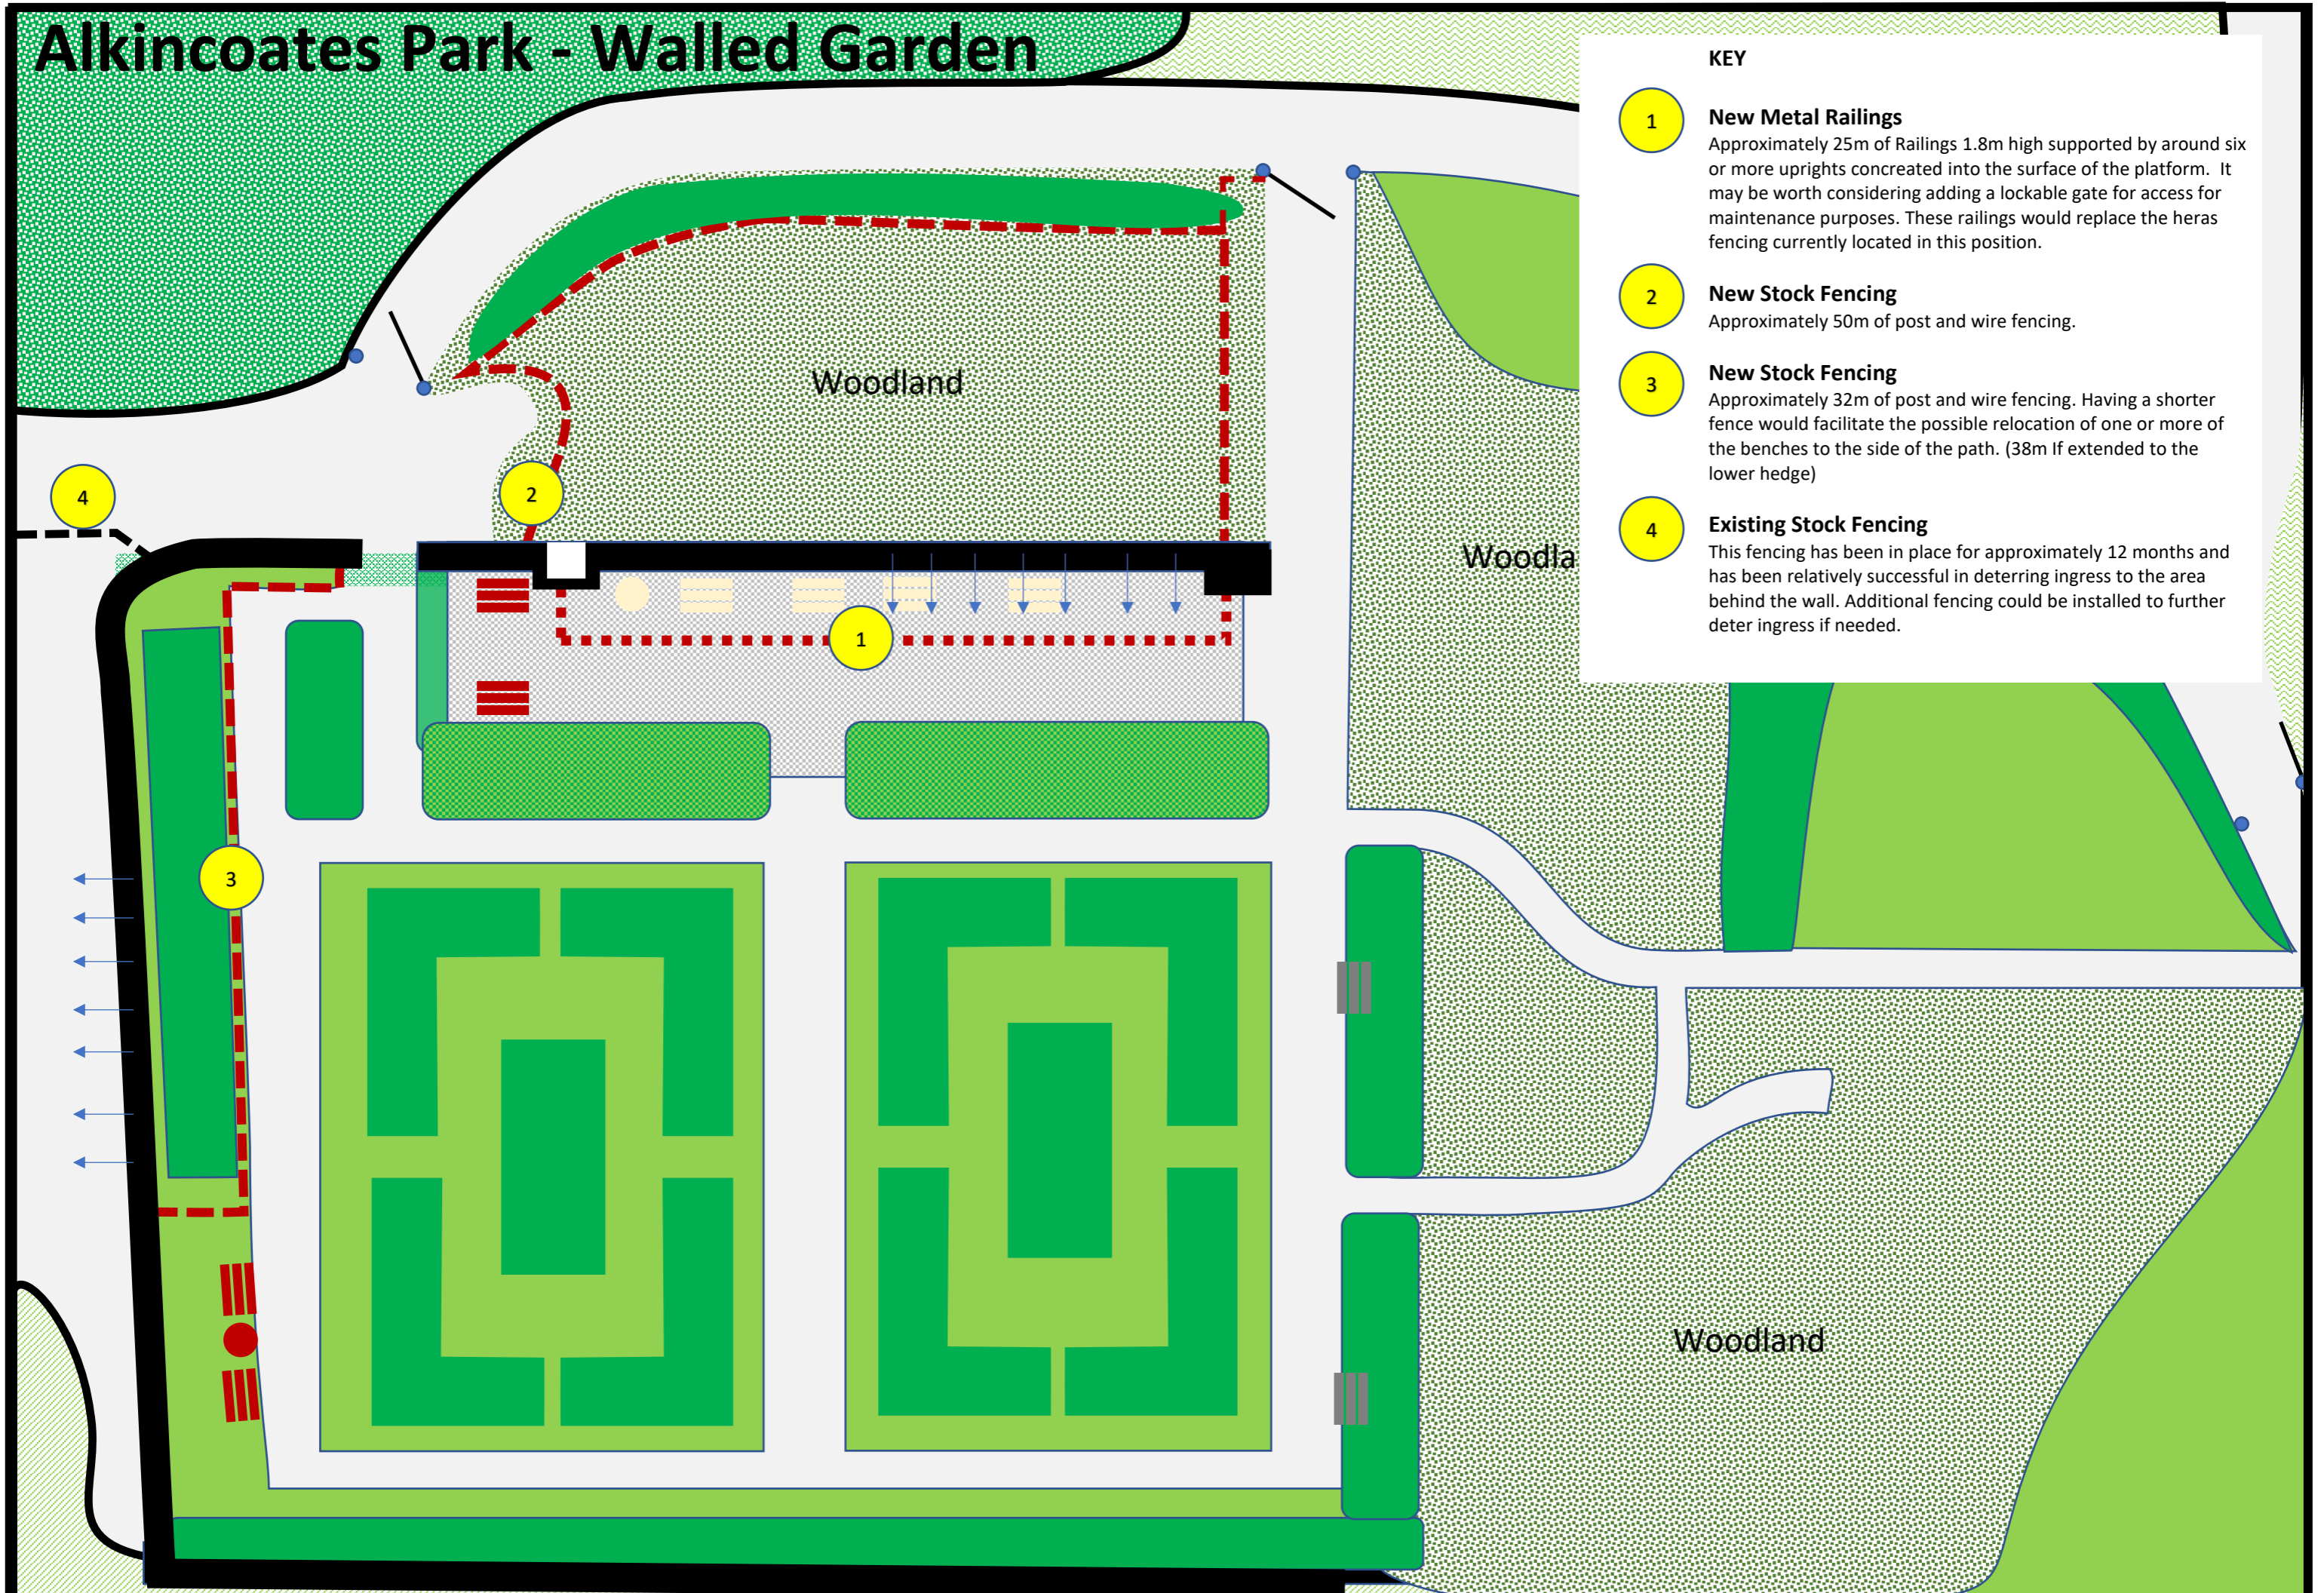 Alkincoates Park - Walled Garden
KEY
1
New Metal Railings
Approximately 25m of Railings 1.8m high supported by around six
or more uprights concreated into the surface of the platform. It
may be worth considering adding a lockable gate for access for
maintenance purposes. These railings would replace the heras
fencing currently located in this position.
2
New Stock Fencing
Approximately 50m of post and wire fencing.
3
New Stock Fencing
Approximately 32m of post and wire fencing. Having a shorter
fence would facilitate the possible relocation of one or more of
the benches to the side of the path. (38m If extended to the
lower hedge)
4
Existing Stock Fencing
This fencing has been in place for approximately 12 months and
has been relatively successful in deterring ingress to the area
behind the wall. Additional fencing could be installed to further
deter ingress if needed.
Woodland
4
2
Woodla
1
3
Woodland